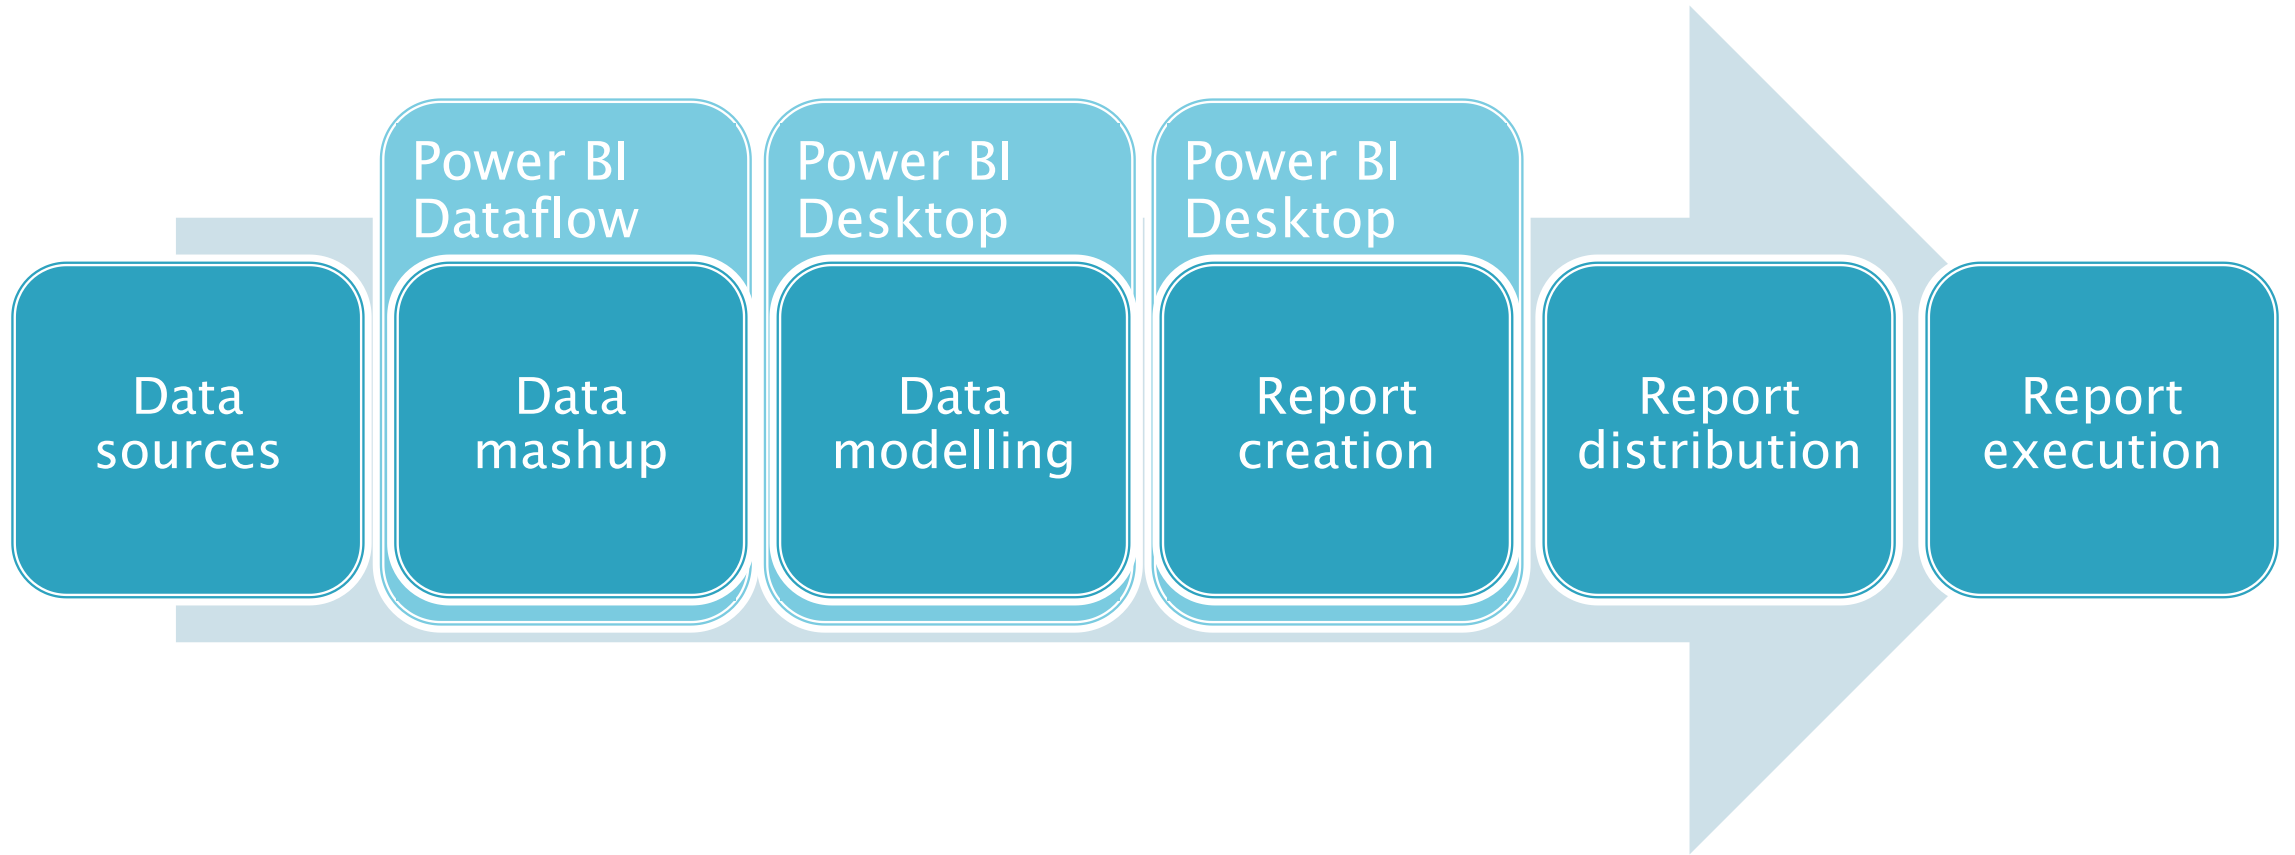 Power BI
Dataflow
Power BI
Desktop
Power BI
Desktop
Data
sources
Data
mashup
Data
modelling
Report
creation
Report
distribution
Report
execution